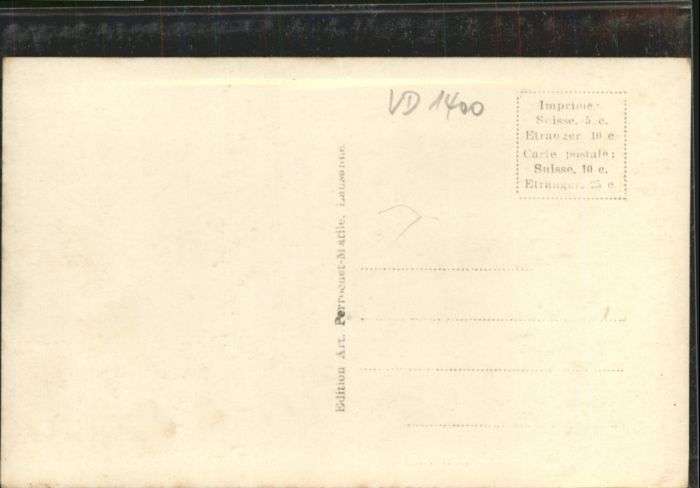 VD 1400
Imprimé:
Suisse, 5 c.
Etranger, 10 c
Carte postale:
Suisse, 10 c.
Etranger, 25 c
Edition Art. Perrochet-Matile, Lausanne.